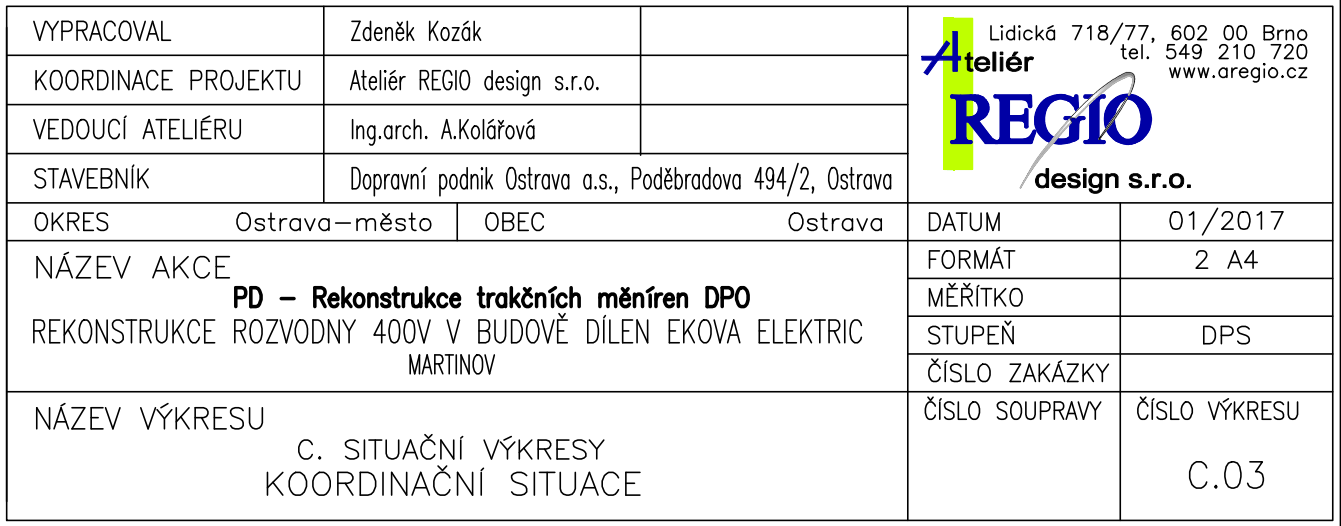 VYPRACOVAL Zdeněk Kozák
KOORDINACE PROJEKTU Ateliér REGIO design s.r.o.
VEDOUCÍ ATELIÉRU Ing.arch. A.Kolářová
STAVEBNÍK Dopravní podnik Ostrava a.s., Poděbradova 494/2, Ostrava
Lidická 718/77, 602 00 Brno
tel. 549 210 720
www.aregio.cz
Ateliér
REGIO
design s.r.o.
OKRES Ostrava–město OBEC Ostrava
DATUM 01/2017
NÁZEV AKCE
PD – Rekonstrukce trakčních měníren DPO
REKONSTRUKCE ROZVODNY 400V V BUDOVĚ DÍLEN EKOVA ELEKTRIC
MARTINOV
FORMÁT 2 A4
MĚŘÍTKO
STUPEŇ DPS
ČÍSLO ZAKÁZKY
NÁZEV VÝKRESU
C. SITUAČNÍ VÝKRESY
KOORDINAČNÍ SITUACE
ČÍSLO SOUPRAVY ČÍSLO VÝKRESU
C.03